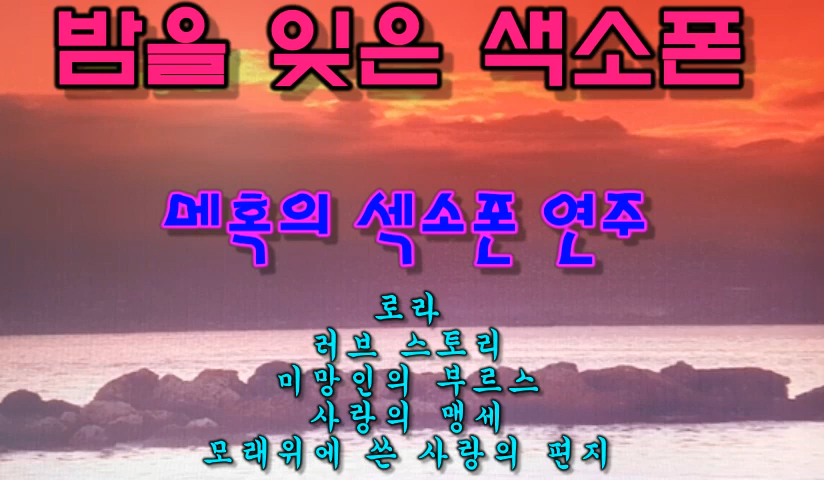 밤을 잊은 색소폰
메혹의 섹소폰 연주
로라
러브 스토리
미망인의 부르스
사랑의 맹세
모래위에 쓴 사랑의 편지